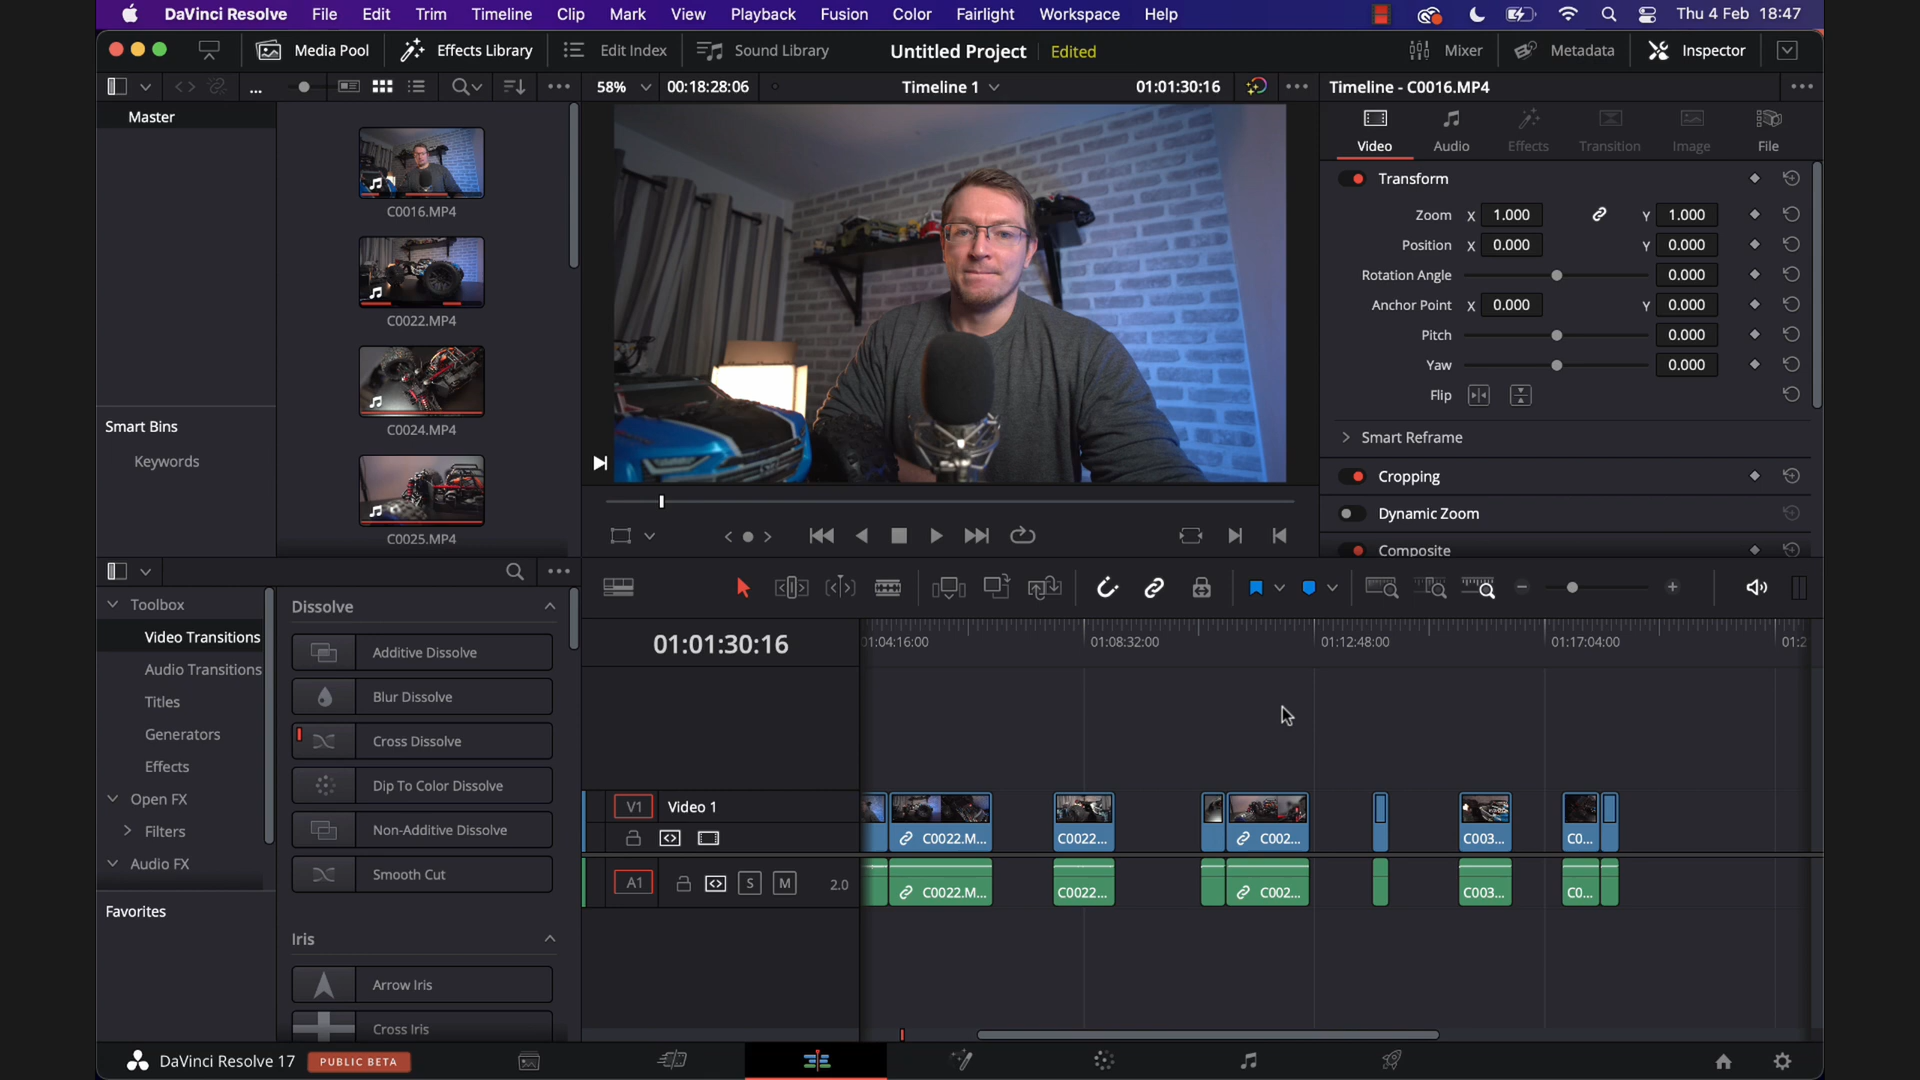 DaVinci Resolve File Edit Trim Timeline Clip Mark View Playback Fusion Color Fairlight Workspace Help Thu 4 Feb 18:47
Media Pool Effects Library Edit Index Sound Library Untitled Project Edited Mixer Metadata Inspector
58% 00:18:28:06 Timeline 1 01:01:30:16 Timeline - C0016.MP4
Master
C0016.MP4
C0022.MP4
C0024.MP4
C0025.MP4
Smart Bins
Keywords
Video Audio Effects Transition Image File
Transform
Zoom X 1.000 Y 1.000
Position X 0.000 Y 0.000
Rotation Angle 0.000
Anchor Point X 0.000 Y 0.000
Pitch 0.000
Yaw 0.000
Flip
Smart Reframe
Cropping
Dynamic Zoom
Composite
Toolbox
Video Transitions
Audio Transitions
Titles
Generators
Effects
Open FX
Filters
Audio FX
Favorites
Dissolve
Additive Dissolve
Blur Dissolve
Cross Dissolve
Dip To Color Dissolve
Non-Additive Dissolve
Smooth Cut
Iris
Arrow Iris
Cross Iris
01:01:30:16
1:04:16:00 01:08:32:00 01:12:48:00 01:17:04:00 01:2
V1 Video 1
C0022.M... C0022... C002... C003... C0...
A1 S M 2.0
C0022.M... C0022... C002... C003... C0...
DaVinci Resolve 17 PUBLIC BETA